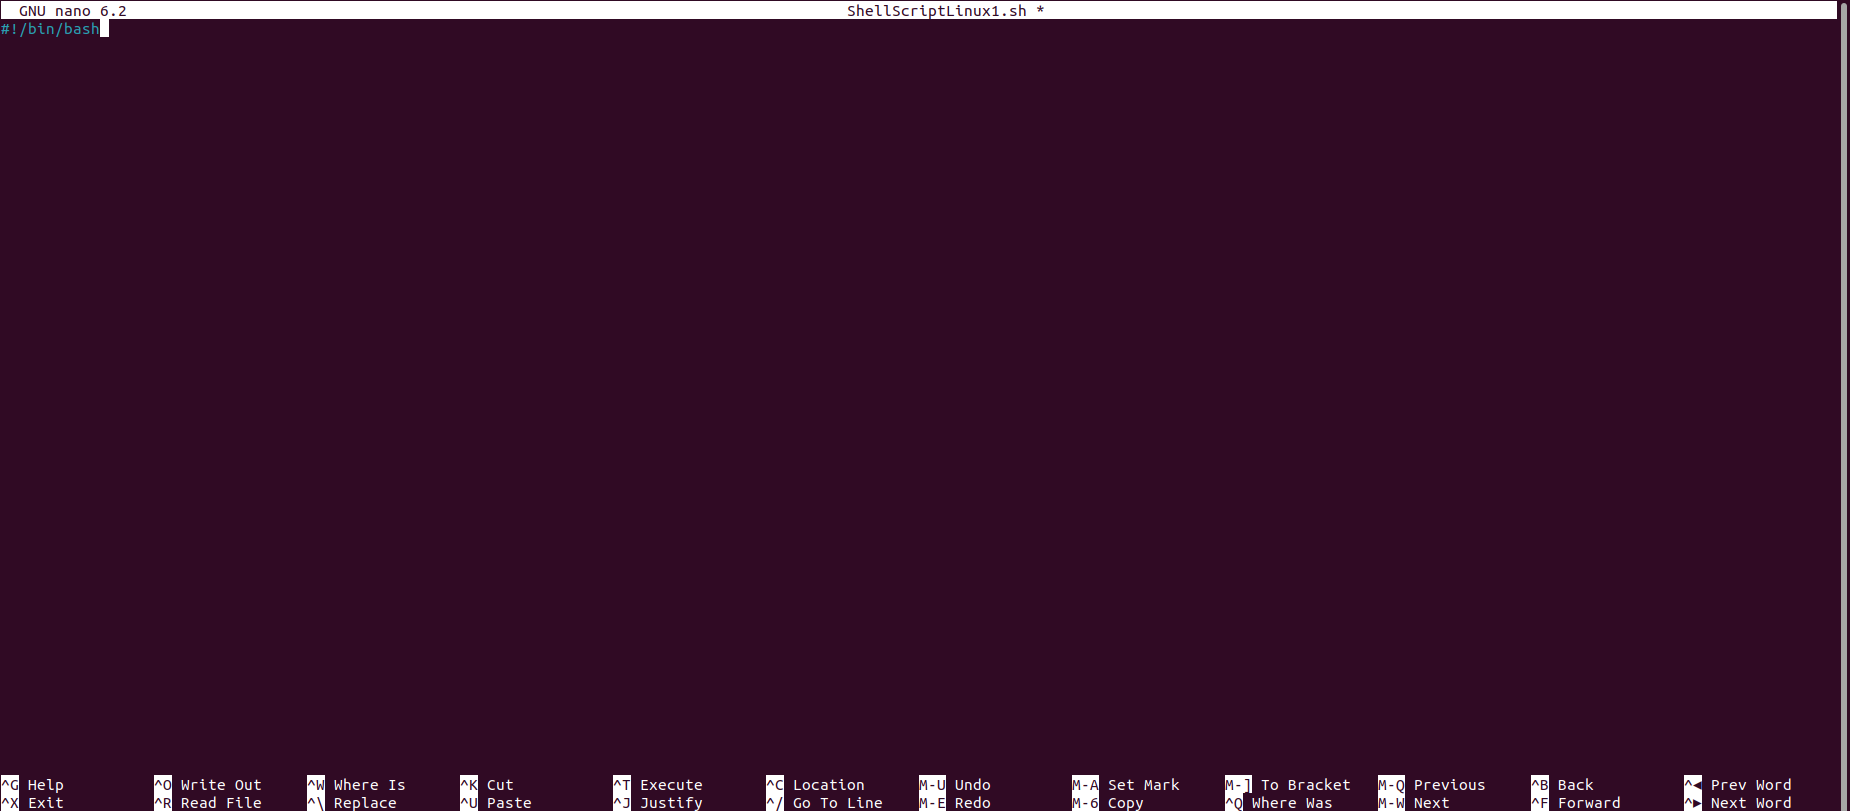 GNU nano 6.2 ShellScriptLinux1.sh *
#!/bin/bash
^G Help ^O Write Out ^W Where Is ^K Cut ^T Execute ^C Location M-U Undo M-A Set Mark M-] To Bracket M-Q Previous ^B Back ^◀ Prev Word
^X Exit ^R Read File ^\ Replace ^U Paste ^J Justify ^/ Go To Line M-E Redo M-6 Copy ^Q Where Was M-W Next ^F Forward ^▶ Next Word